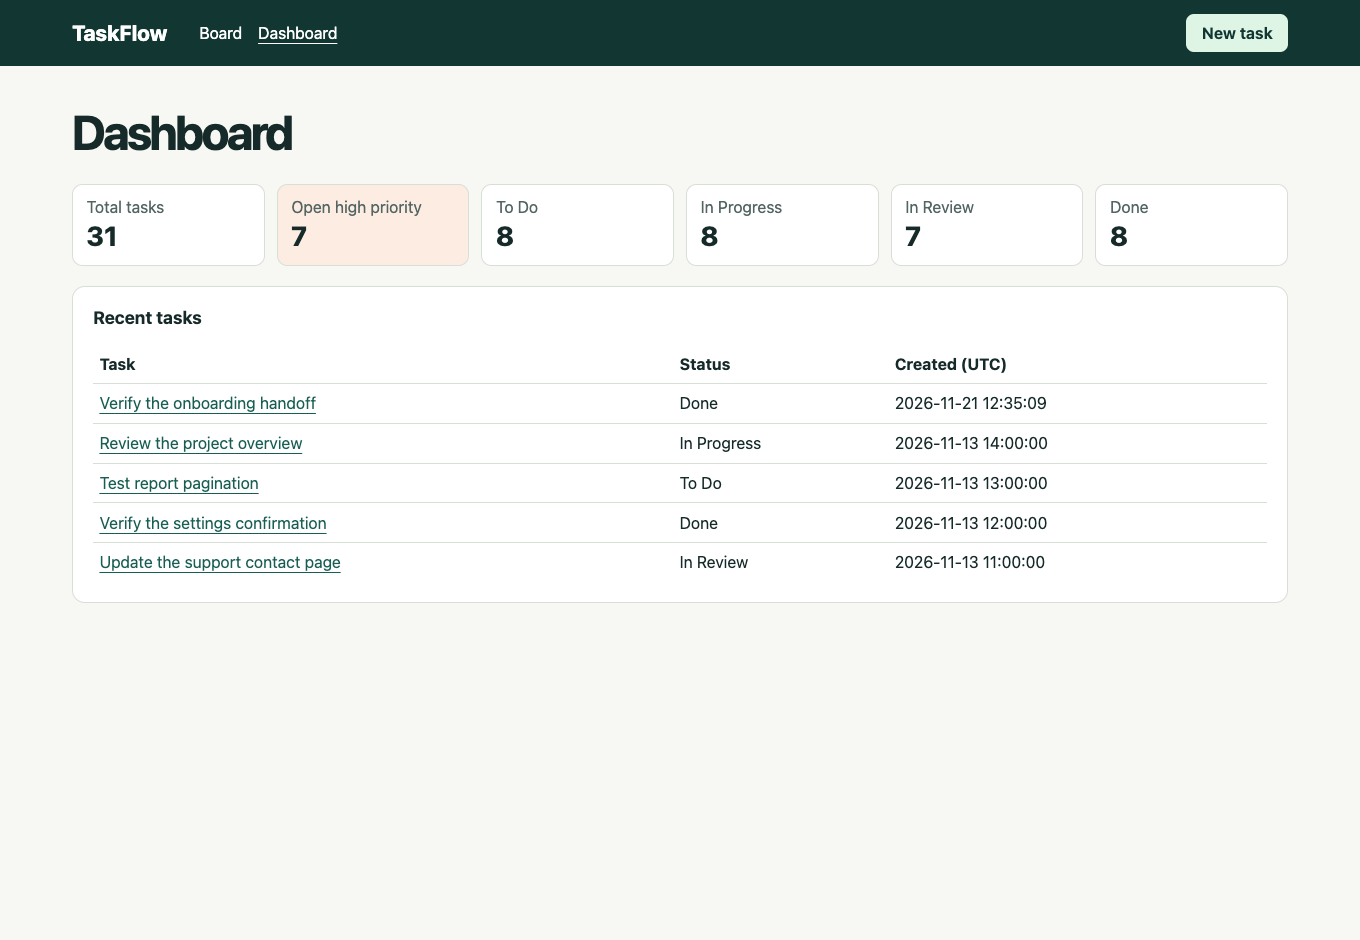 TaskFlow Board Dashboard New task
Dashboard
Total tasks Open high priority To Do In Progress In Review Done
31 7 8 8 7 8
Recent tasks
Task Status Created (UTC)
Verify the onboarding handoff Done 2026-11-21 12:35:09
Review the project overview In Progress 2026-11-13 14:00:00
Test report pagination To Do 2026-11-13 13:00:00
Verify the settings confirmation Done 2026-11-13 12:00:00
Update the support contact page In Review 2026-11-13 11:00:00